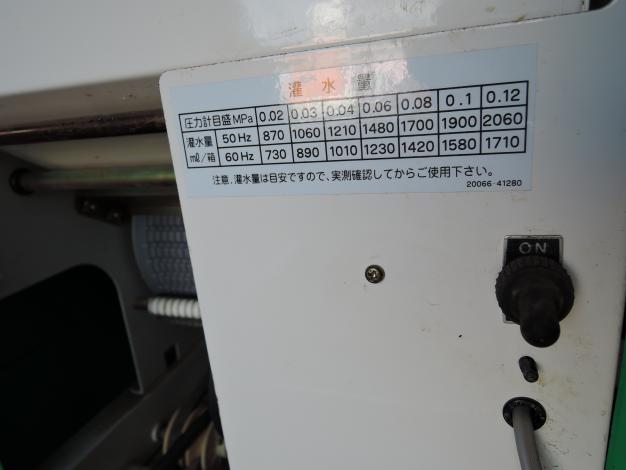 灌水量
圧力計目盛MPa 0.02 0.03 0.04 0.06 0.08 0.1 0.12
灌水量 ㎖/箱
50Hz 870 1060 1210 1480 1700 1900 2060
60Hz 730 890 1010 1230 1420 1580 1710
注意.灌水量は目安ですので、実測確認してからご使用下さい。
20066-41280
ON